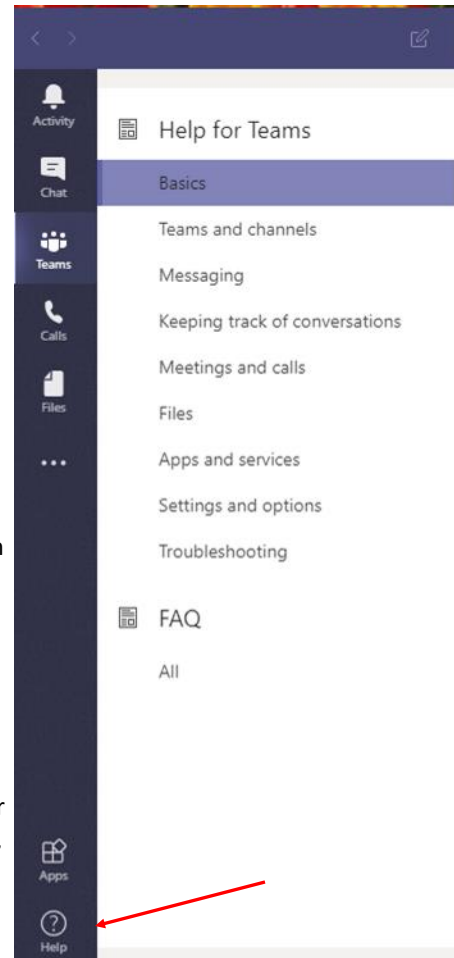 Activity
Chat
Teams
Calls
Files
Help for Teams
Basics
Teams and channels
Messaging
Keeping track of conversations
Meetings and calls
Files
Apps and services
Settings and options
Troubleshooting
FAQ
All
Apps
Help